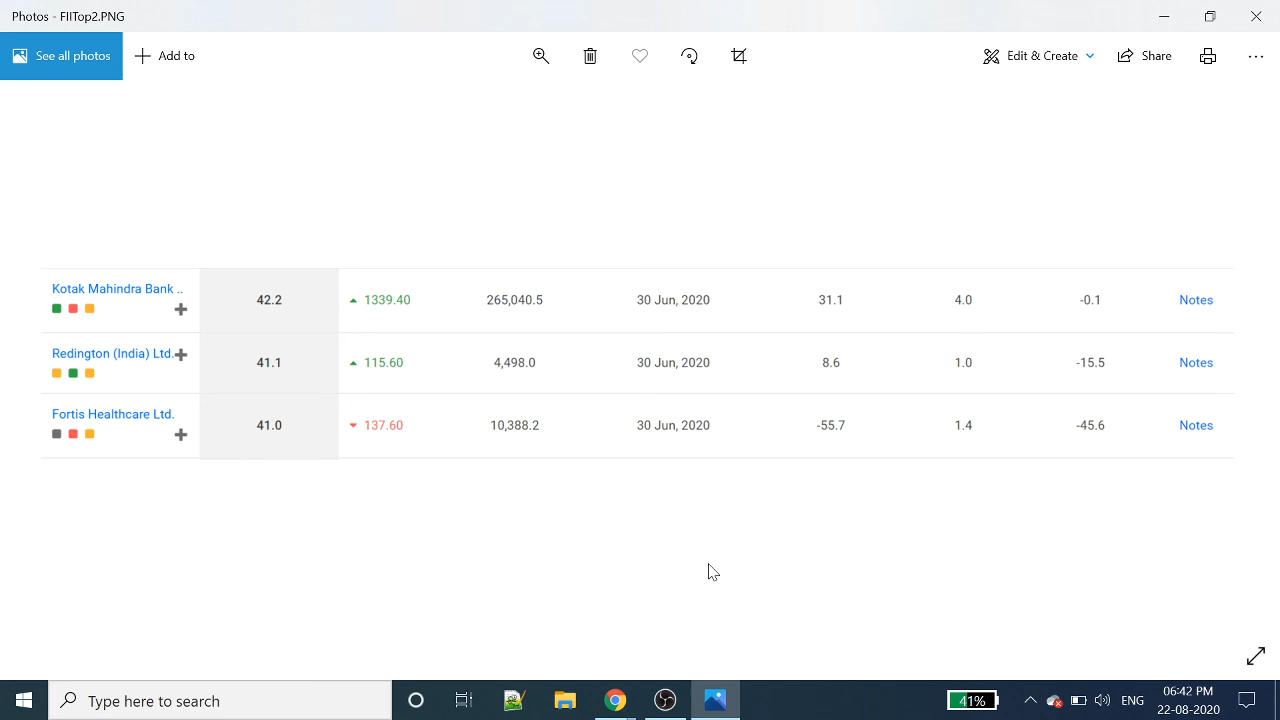 Photos - FIITop2.PNG
See all photos
Add to
Edit & Create
Share
Kotak Mahindra Bank ..
42.2
1339.40
265,040.5
30 Jun, 2020
31.1
4.0
-0.1
Notes
Redington (India) Ltd.
41.1
115.60
4,498.0
30 Jun, 2020
8.6
1.0
-15.5
Notes
Fortis Healthcare Ltd.
41.0
137.60
10,388.2
30 Jun, 2020
-55.7
1.4
-45.6
Notes
Type here to search
41%
ENG
06:42 PM
22-08-2020